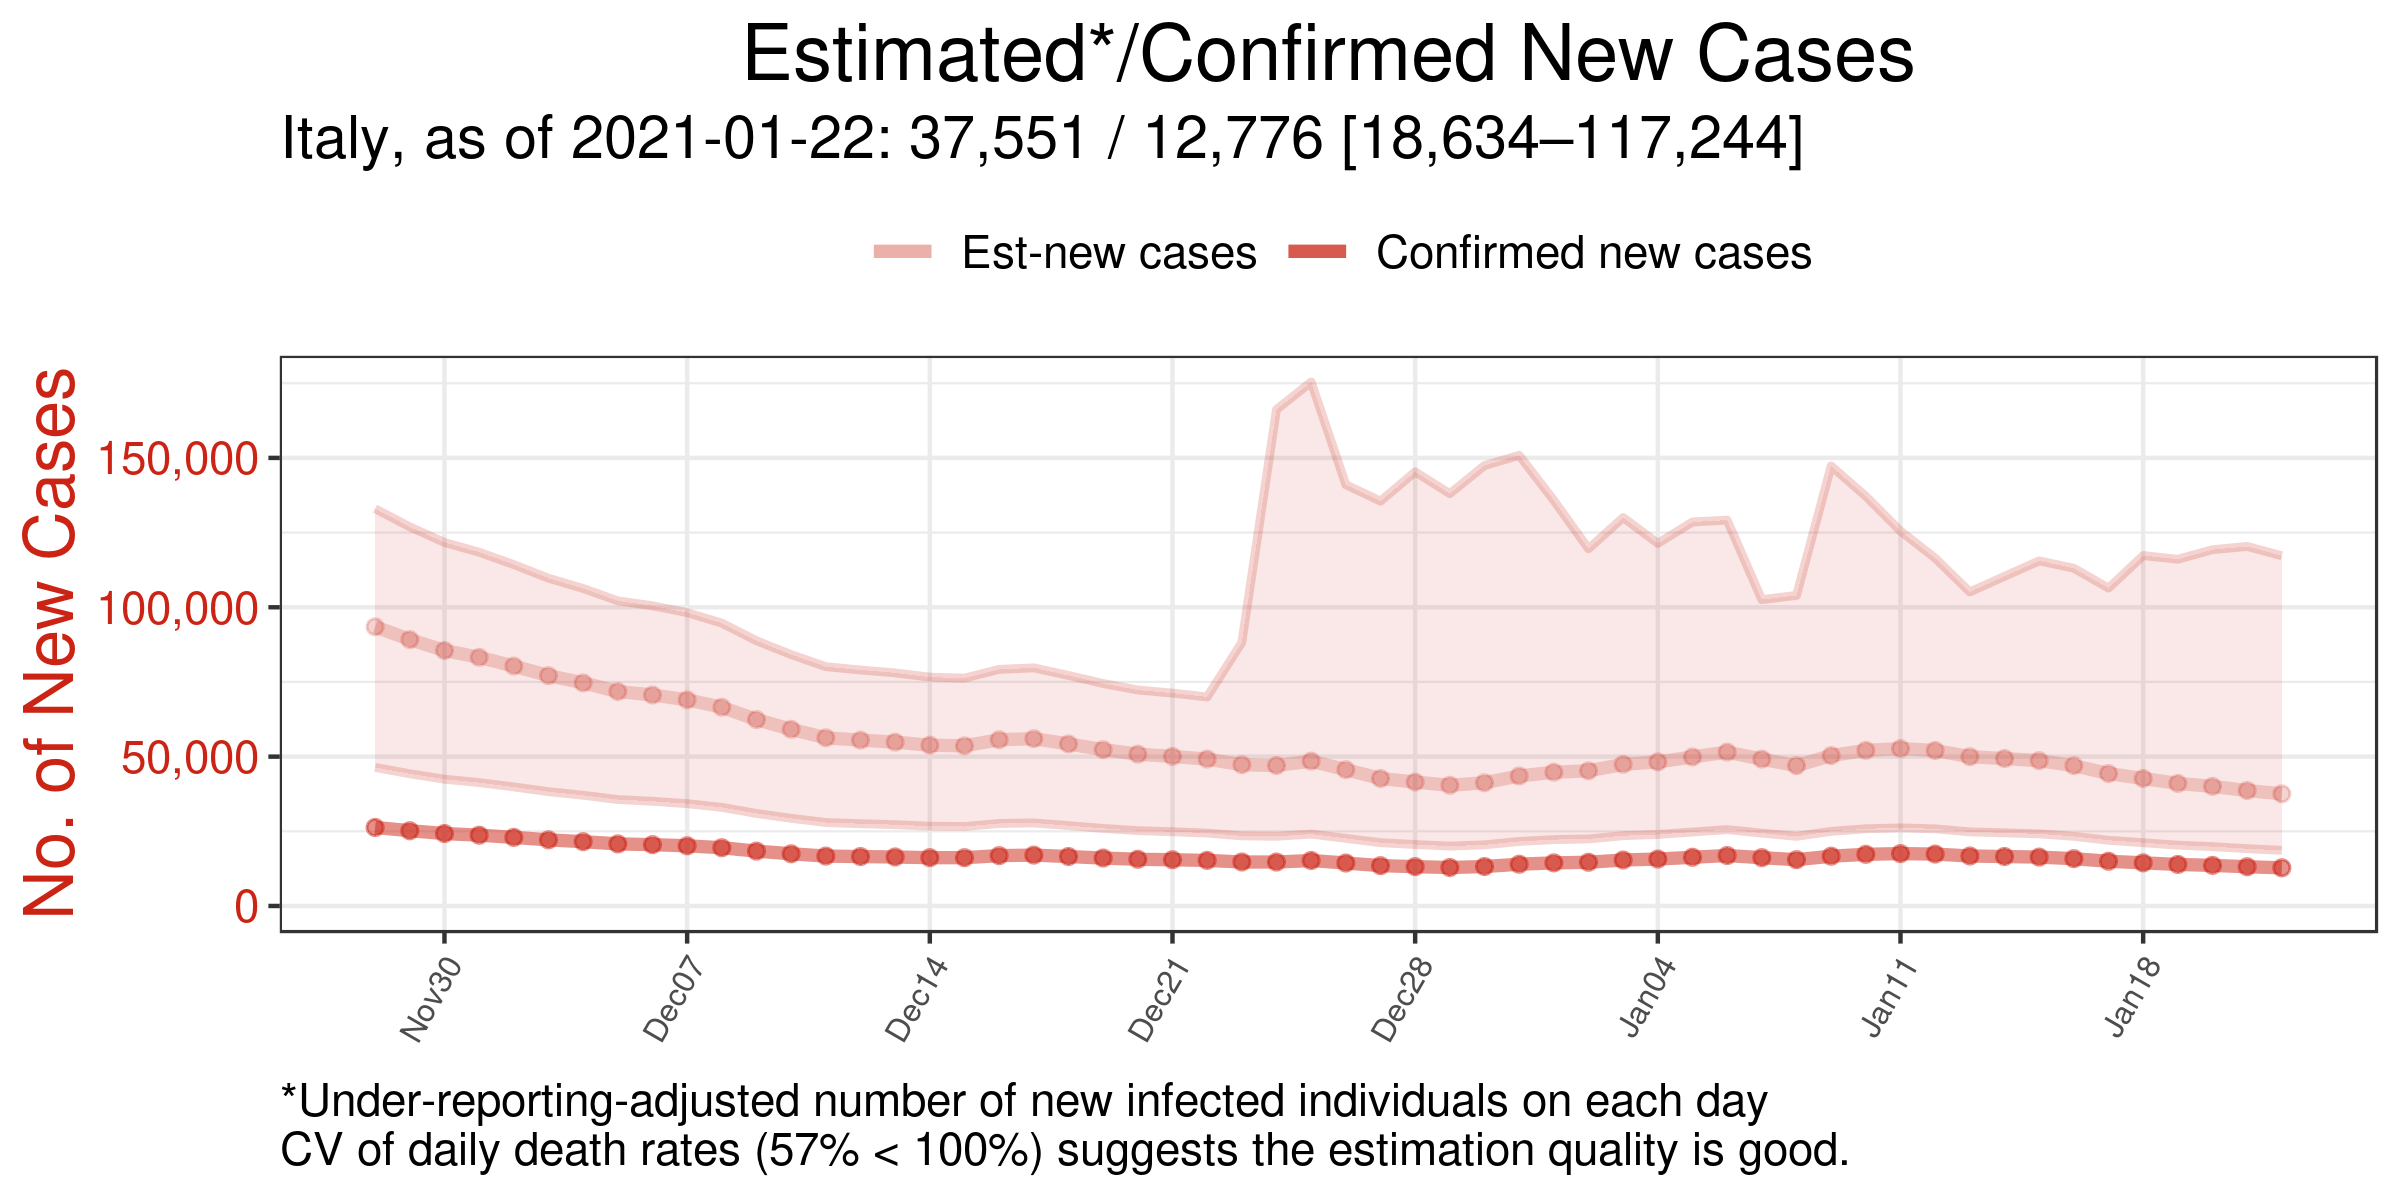 Estimated*/Confirmed New Cases
Italy, as of 2021-01-22: 37,551 / 12,776 [18,634–117,244]
Est-new cases Confirmed new cases
No. of New Cases
150,000
100,000
50,000
0
Nov30 Dec07 Dec14 Dec21 Dec28 Jan04 Jan11 Jan18
*Under-reporting-adjusted number of new infected individuals on each day
CV of daily death rates (57% < 100%) suggests the estimation quality is good.